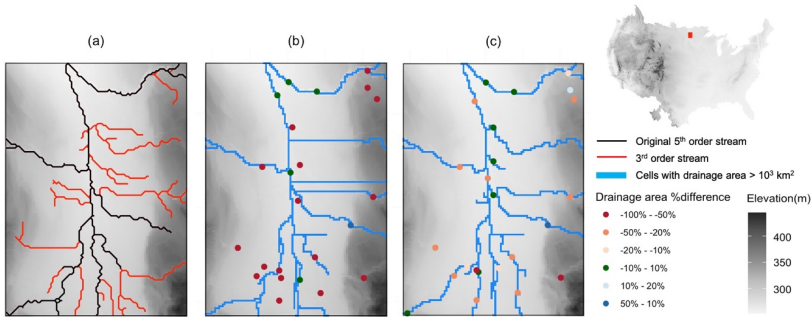 (a)
(b)
(c)
Original 5th order stream
3rd order stream
Cells with drainage area > 10³ km²
Drainage area %difference
-100% - -50%
-50% - -20%
-20% - -10%
-10% - 10%
10% - 20%
50% - 10%
Elevation(m)
400
350
300